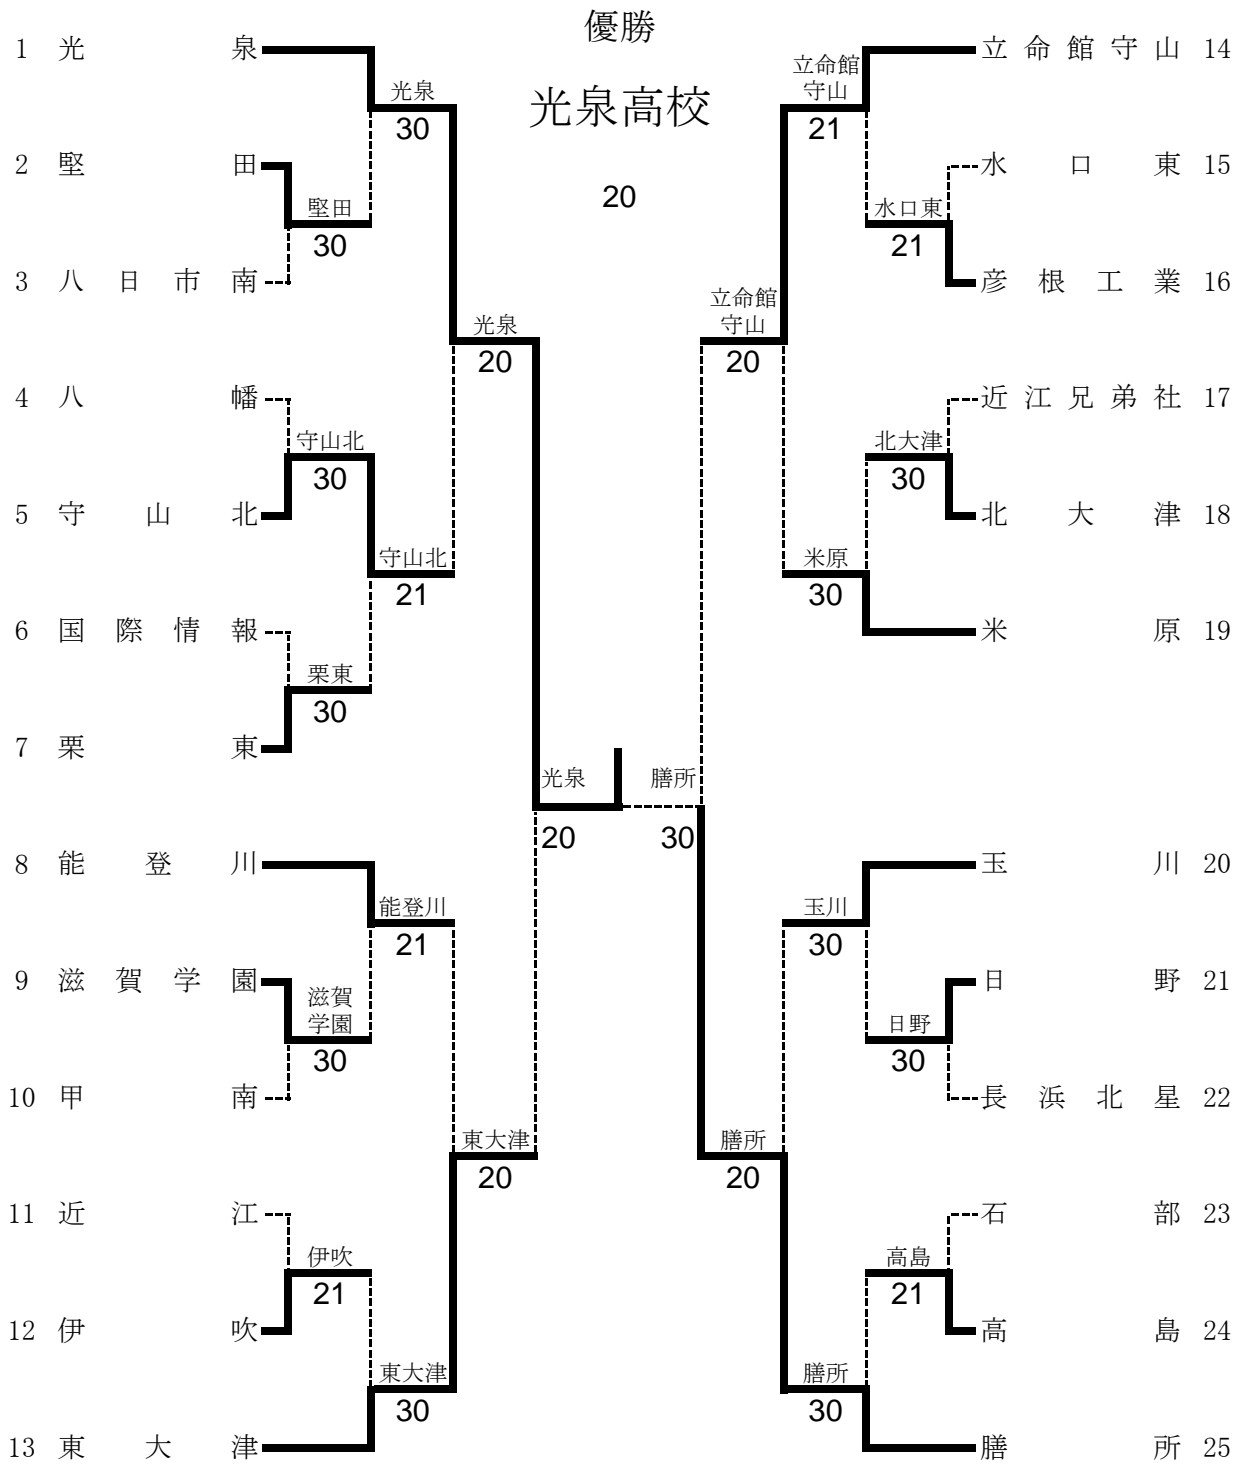 優勝
光泉高校
20
1 光泉
2 堅田
3 八日市南
4 八幡
5 守山北
6 国際情報
7 栗東
8 能登川
9 滋賀学園
10 甲南
11 近江
12 伊吹
13 東大津
光泉
30
堅田
30
光泉
20
守山北
30
守山北
21
栗東
30
光泉
20
能登川
21
滋賀
学園
30
東大津
20
伊吹
21
東大津
30
立命館
守山
21
水口東
21
立命館
守山
20
北大津
30
米原
30
膳所
30
玉川
30
日野
30
膳所
20
高島
21
膳所
30
立命館守山 14
水口東 15
彦根工業 16
近江兄弟社 17
北大津 18
米原 19
玉川 20
日野 21
長浜北星 22
石部 23
高島 24
膳所 25